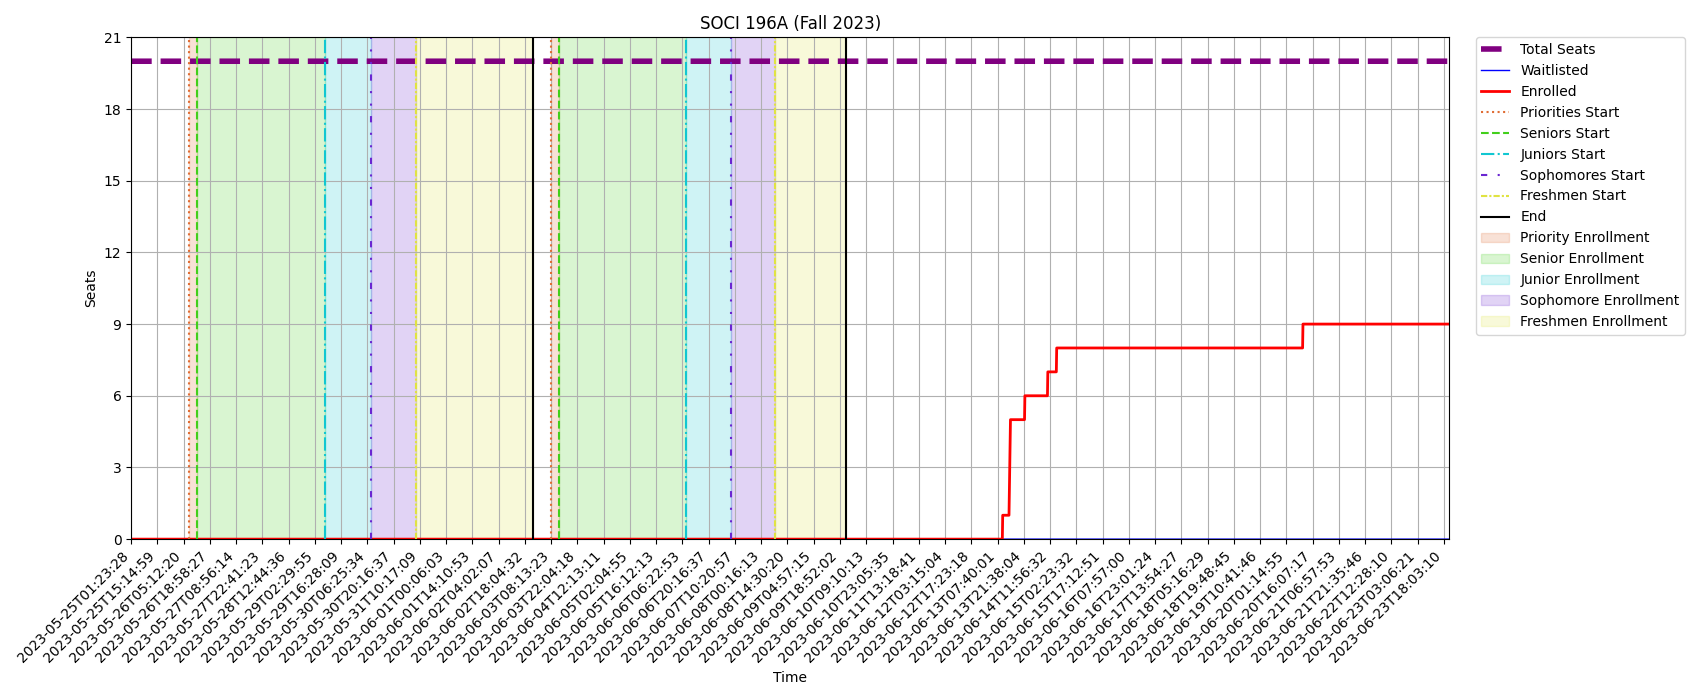 SOCI 196A (Fall 2023)
21
18
15
12
9
6
3
0
Seats
2023-05-25T01:23:28
2023-05-25T15:14:59
2023-05-26T05:12:20
2023-05-26T18:58:27
2023-05-27T08:56:14
2023-05-27T22:41:23
2023-05-28T12:44:36
2023-05-29T02:29:55
2023-05-29T16:28:09
2023-05-30T06:25:34
2023-05-30T20:16:37
2023-05-31T10:17:09
2023-06-01T00:06:03
2023-06-01T14:10:53
2023-06-02T04:02:07
2023-06-02T18:04:32
2023-06-03T08:13:23
2023-06-03T22:04:18
2023-06-04T12:13:11
2023-06-05T02:04:55
2023-06-05T16:12:13
2023-06-06T06:22:53
2023-06-06T20:16:37
2023-06-07T10:20:57
2023-06-08T00:16:13
2023-06-08T14:30:20
2023-06-09T04:57:15
2023-06-09T18:52:02
2023-06-10T09:10:13
2023-06-10T23:05:35
2023-06-11T13:18:41
2023-06-12T03:15:04
2023-06-12T17:23:18
2023-06-13T07:40:01
2023-06-13T21:38:04
2023-06-14T11:56:32
2023-06-15T02:23:32
2023-06-15T17:12:51
2023-06-16T07:57:00
2023-06-16T23:01:24
2023-06-17T13:54:27
2023-06-18T05:16:29
2023-06-18T19:48:45
2023-06-19T10:41:46
2023-06-20T01:14:55
2023-06-20T16:07:17
2023-06-21T06:57:53
2023-06-21T21:35:46
2023-06-22T12:28:10
2023-06-23T03:06:21
2023-06-23T18:03:10
Time
Total Seats
Waitlisted
Enrolled
Priorities Start
Seniors Start
Juniors Start
Sophomores Start
Freshmen Start
End
Priority Enrollment
Senior Enrollment
Junior Enrollment
Sophomore Enrollment
Freshmen Enrollment